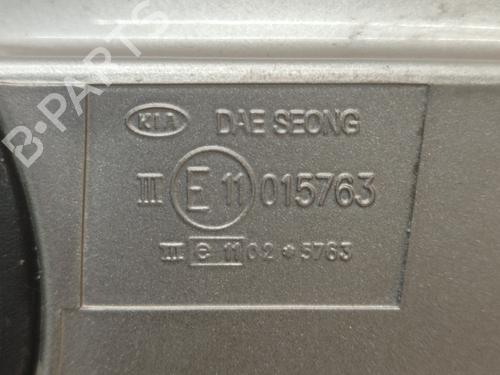 B-PARTS
KIA DAE SEONG
III E 11 015763
III e 11 02*5763